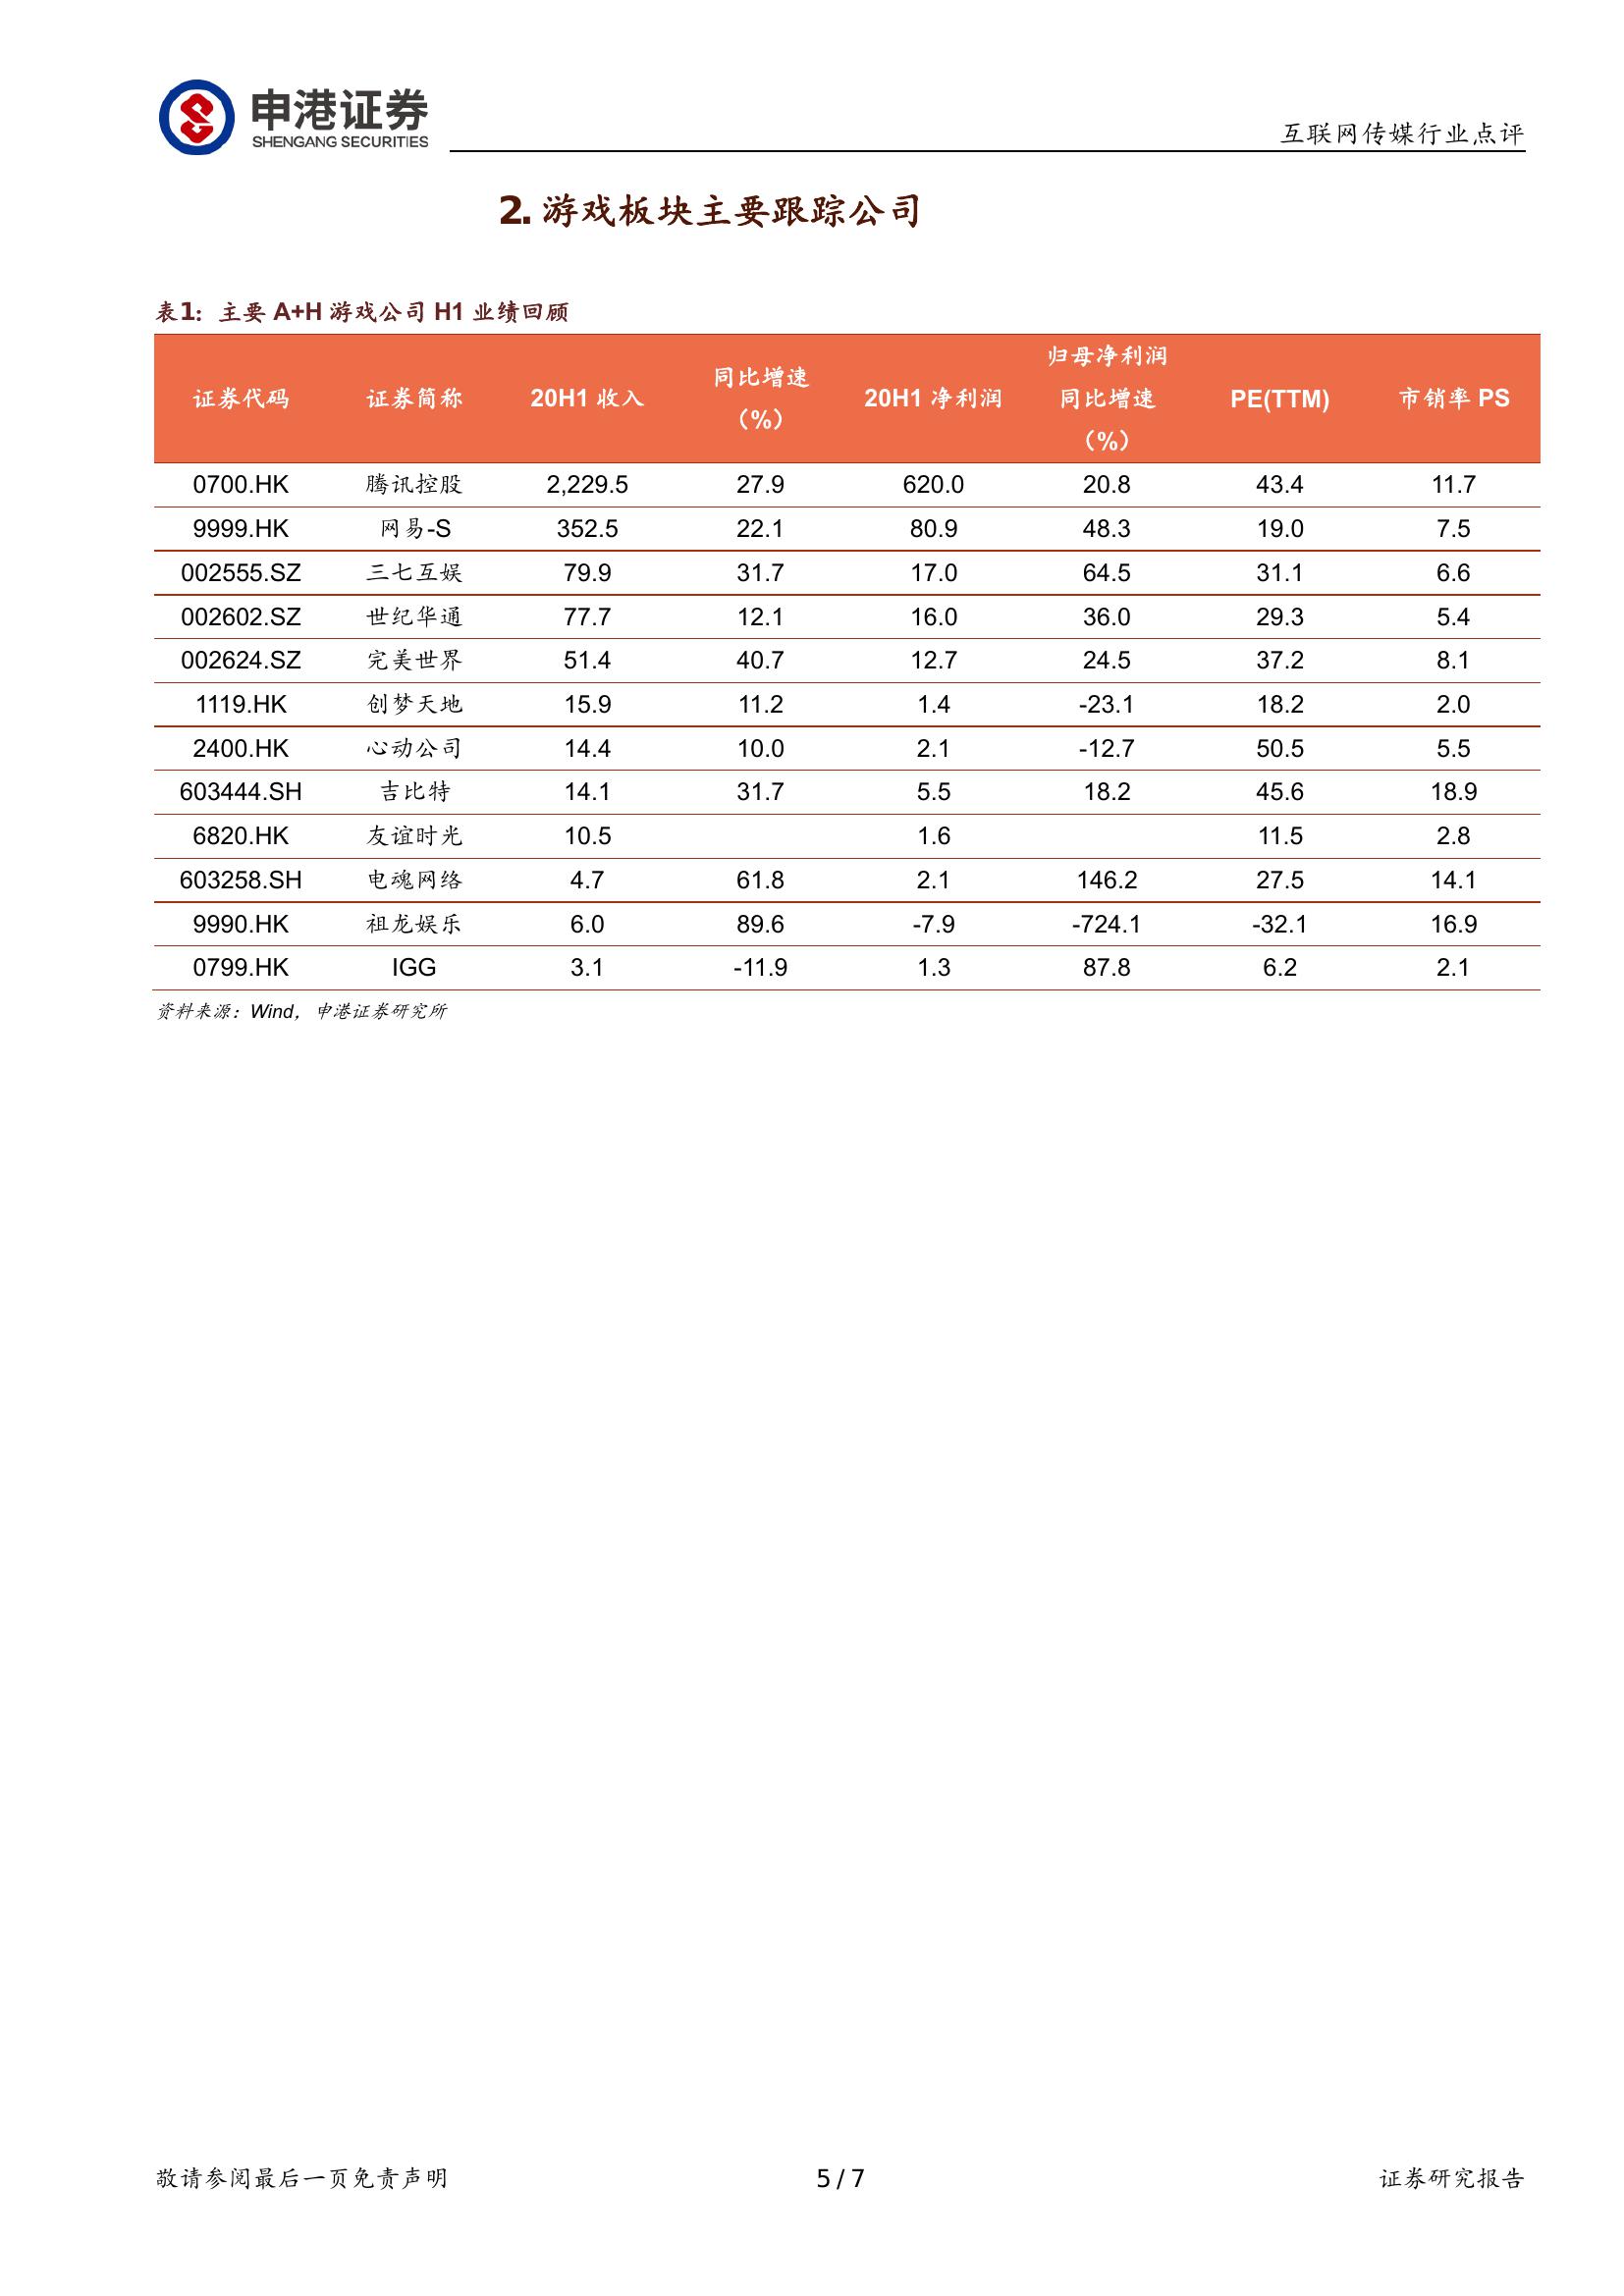 申港证券
SHENGANG SECURITIES
互联网传媒行业点评
2. 游戏板块主要跟踪公司
表1：主要 A+H 游戏公司 H1 业绩回顾
证券代码 证券简称 20H1 收入 同比增速（%） 20H1 净利润 归母净利润同比增速（%） PE(TTM) 市销率 PS
0700.HK 腾讯控股 2,229.5 27.9 620.0 20.8 43.4 11.7
9999.HK 网易-S 352.5 22.1 80.9 48.3 19.0 7.5
002555.SZ 三七互娱 79.9 31.7 17.0 64.5 31.1 6.6
002602.SZ 世纪华通 77.7 12.1 16.0 36.0 29.3 5.4
002624.SZ 完美世界 51.4 40.7 12.7 24.5 37.2 8.1
1119.HK 创梦天地 15.9 11.2 1.4 -23.1 18.2 2.0
2400.HK 心动公司 14.4 10.0 2.1 -12.7 50.5 5.5
603444.SH 吉比特 14.1 31.7 5.5 18.2 45.6 18.9
6820.HK 友谊时光 10.5 1.6 11.5 2.8
603258.SH 电魂网络 4.7 61.8 2.1 146.2 27.5 14.1
9990.HK 祖龙娱乐 6.0 89.6 -7.9 -724.1 -32.1 16.9
0799.HK IGG 3.1 -11.9 1.3 87.8 6.2 2.1
资料来源：Wind，申港证券研究所
敬请参阅最后一页免责声明 5 / 7 证券研究报告